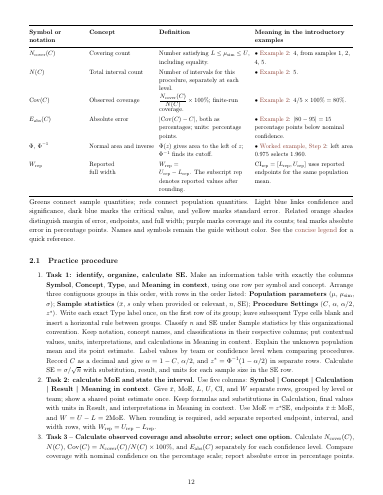 Symbol or Concept Definition Meaning in the introductory
notation examples
N_cover(C) Covering count Number satisfying L ≤ μ_sim ≤ U, • Example 2: 4, from samples 1, 2,
including equality. 4, 5.
N(C) Total interval count Number of intervals for this • Example 2: 5.
procedure, separately at each
level.
Cov(C) Observed coverage N_cover(C)/N(C) × 100%; finite-run • Example 2: 4/5 × 100% = 80%.
coverage.
E_abs(C) Absolute error |Cov(C) − C|, both as • Example 2: |80 − 95| = 15
percentages; units: percentage percentage points below nominal
points. confidence.
Φ, Φ⁻¹ Normal area and inverse Φ(z) gives area to the left of z; • Worked example, Step 2: left area
Φ⁻¹ finds its cutoff. 0.975 selects 1.960.
W_rep Reported W_rep = CI_rep = [L_rep, U_rep] uses reported
full width U_rep − L_rep. The subscript rep endpoints for the same population
denotes reported values after mean.
rounding.
Greens connect sample quantities; reds connect population quantities. Light blue links confidence and
significance, dark blue marks the critical value, and yellow marks standard error. Related orange shades
distinguish margin of error, endpoints, and full width; purple marks coverage and its counts; teal marks absolute
error in percentage points. Names and symbols remain the guide without color. See the concise legend for a
quick reference.
2.1 Practice procedure
1. Task 1: identify, organize, calculate SE. Make an information table with exactly the columns
Symbol, Concept, Type, and Meaning in context, using one row per symbol and concept. Arrange
three contiguous groups in this order, with rows in the order listed: Population parameters (μ, μ_sim,
σ); Sample statistics (x̄, s only when provided or relevant, n, SE); Procedure Settings (C, α, α/2,
z*). Write each exact Type label once, on the first row of its group; leave subsequent Type cells blank and
insert a horizontal rule between groups. Classify n and SE under Sample statistics by this organizational
convention. Keep notation, concept names, and classifications in their respective columns; put contextual
values, units, interpretations, and calculations in Meaning in context. Explain the unknown population
mean and its point estimate. Label values by team or confidence level when comparing procedures.
Record C as a decimal and give α = 1 − C, α/2, and z* = Φ⁻¹(1 − α/2) in separate rows. Calculate
SE = σ/√n with substitution, result, and units for each sample size in the SE row.
2. Task 2: calculate MoE and state the interval. Use five columns: Symbol | Concept | Calculation
| Result | Meaning in context. Give x̄, MoE, L, U, CI, and W separate rows, grouped by level or
team; show a shared point estimate once. Keep formulas and substitutions in Calculation, final values
with units in Result, and interpretations in Meaning in context. Use MoE = z*SE, endpoints x̄ ± MoE,
and W = U − L = 2MoE. When rounding is required, add separate reported endpoint, interval, and
width rows, with W_rep = U_rep − L_rep.
3. Task 3 – Calculate observed coverage and absolute error; select one option. Calculate N_cover(C),
N(C), Cov(C) = N_cover(C)/N(C) × 100%, and E_abs(C) separately for each confidence level. Compare
coverage with nominal confidence on the percentage scale; report absolute error in percentage points.
12